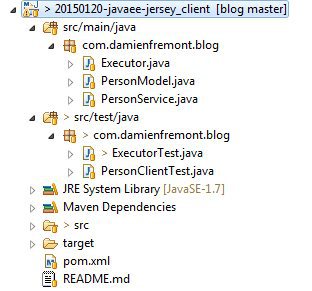 > 20150120-javaee-jersey_client [blog master]
src/main/java
com.damienfremont.blog
Executor.java
PersonModel.java
PersonService.java
> src/test/java
> com.damienfremont.blog
> ExecutorTest.java
PersonClientTest.java
JRE System Library [JavaSE-1.7]
Maven Dependencies
> src
target
pom.xml
README.md